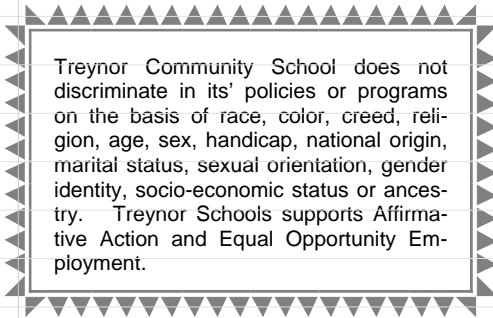 Treynor Community School does not
discriminate in its' policies or programs
on the basis of race, color, creed, reli-
gion, age, sex, handicap, national origin,
marital status, sexual orientation, gender
identity, socio-economic status or ances-
try. Treynor Schools supports Affirma-
tive Action and Equal Opportunity Em-
ployment.